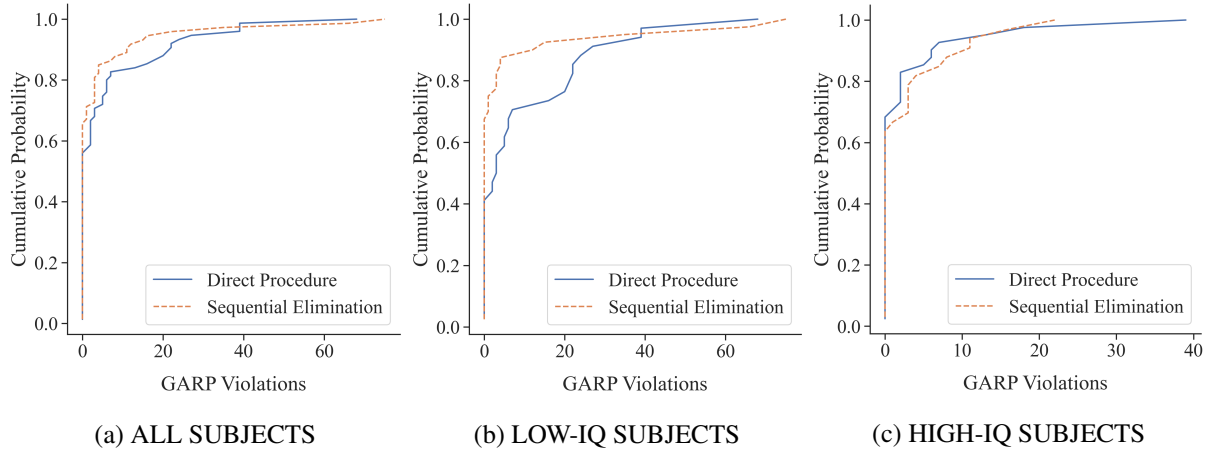 Cumulative Probability
1.0
0.8
0.6
0.4
0.2
0.0
Direct Procedure
Sequential Elimination
0
20
40
60
GARP Violations
(a) ALL SUBJECTS
Cumulative Probability
1.0
0.8
0.6
0.4
0.2
0.0
Direct Procedure
Sequential Elimination
0
20
40
60
GARP Violations
(b) LOW-IQ SUBJECTS
Cumulative Probability
1.0
0.8
0.6
0.4
0.2
0.0
Direct Procedure
Sequential Elimination
0
10
20
30
40
GARP Violations
(c) HIGH-IQ SUBJECTS